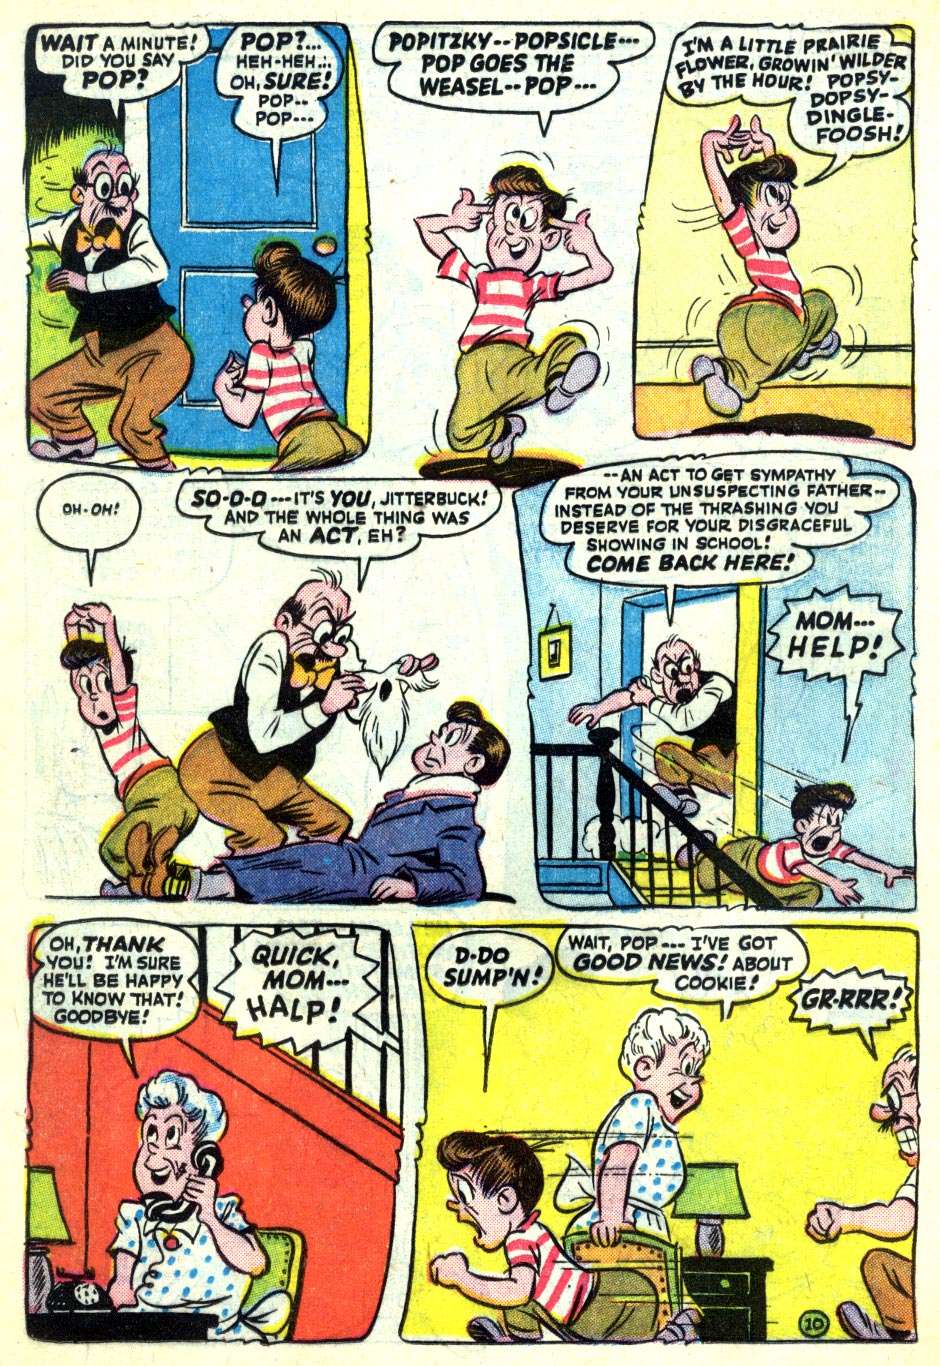 WAIT A MINUTE!
DID YOU SAY
POP?
POP?...
HEH-HEH...
OH, SURE!
POP--
POP---
POPITZKY--POPSICLE---
POP GOES THE
WEASEL--POP---
I'M A LITTLE PRAIRIE
FLOWER, GROWIN' WILDER
BY THE HOUR! POPSY-
DOPSY-
DINGLE-
FOOSH!
OH-OH!
SO-O-O---IT'S YOU, JITTERBUCK!
AND THE WHOLE THING WAS
AN ACT, EH?
--AN ACT TO GET SYMPATHY
FROM YOUR UNSUSPECTING FATHER--
INSTEAD OF THE THRASHING YOU
DESERVE FOR YOUR DISGRACEFUL
SHOWING IN SCHOOL!
COME BACK HERE!
MOM---
HELP!
OH, THANK
YOU! I'M SURE
HE'LL BE HAPPY
TO KNOW THAT!
GOODBYE!
QUICK,
MOM---
HALP!
D-DO
SUMP'N!
WAIT, POP---I'VE GOT
GOOD NEWS! ABOUT
COOKIE!
GR-RRR!
10